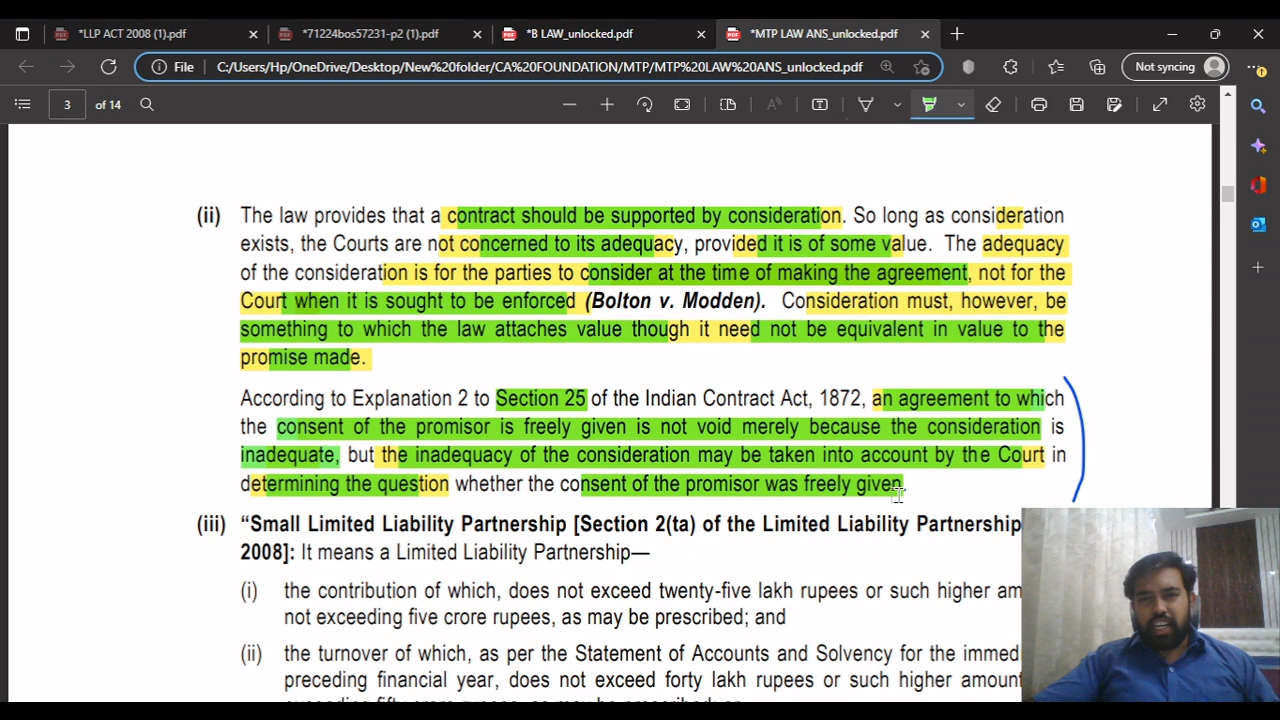 *LLP ACT 2008 (1).pdf
*71224bos57231-p2 (1).pdf
*B LAW_unlocked.pdf
*MTP LAW ANS_unlocked.pdf
File C:/Users/Hp/OneDrive/Desktop/New%20folder/CA%20FOUNDATION/MTP/MTP%20LAW%20ANS_unlocked.pdf
Not syncing
3 of 14
(ii) The law provides that a contract should be supported by consideration. So long as consideration
exists, the Courts are not concerned to its adequacy, provided it is of some value. The adequacy
of the consideration is for the parties to consider at the time of making the agreement, not for the
Court when it is sought to be enforced (Bolton v. Modden). Consideration must, however, be
something to which the law attaches value though it need not be equivalent in value to the
promise made.
According to Explanation 2 to Section 25 of the Indian Contract Act, 1872, an agreement to which
the consent of the promisor is freely given is not void merely because the consideration is
inadequate, but the inadequacy of the consideration may be taken into account by the Court in
determining the question whether the consent of the promisor was freely given.
(iii) “Small Limited Liability Partnership [Section 2(ta) of the Limited Liability Partnership
2008]: It means a Limited Liability Partnership—
(i) the contribution of which, does not exceed twenty-five lakh rupees or such higher am
not exceeding five crore rupees, as may be prescribed; and
(ii) the turnover of which, as per the Statement of Accounts and Solvency for the immed
preceding financial year, does not exceed forty lakh rupees or such higher amount